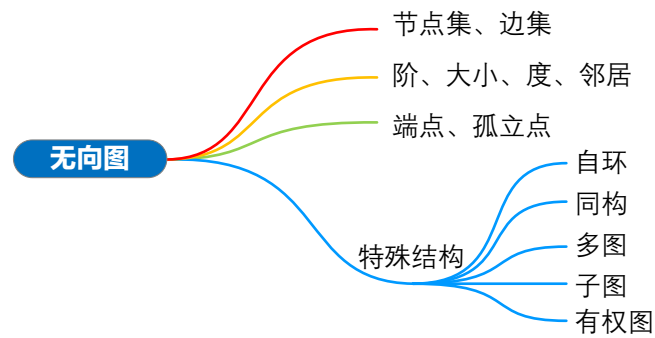 无向图
节点集、边集
阶、大小、度、邻居
端点、孤立点
特殊结构
自环
同构
多图
子图
有权图